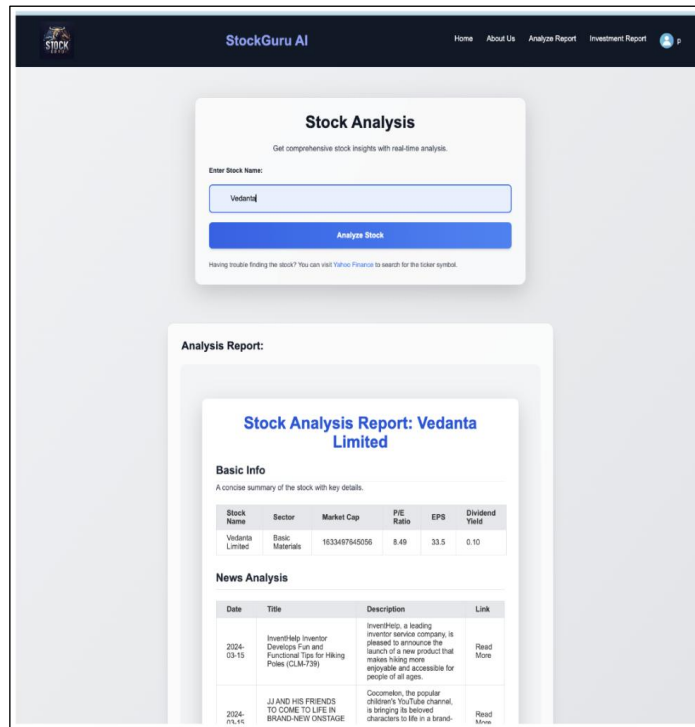 STOCK
StockGuru AI
Home About Us Analyze Report Investment Report p
Stock Analysis
Get comprehensive stock insights with real-time analysis.
Enter Stock Name:
Vedanta
Analyze Stock
Having trouble finding the stock? You can visit Yahoo Finance to search for the ticker symbol.
Analysis Report:
Stock Analysis Report: Vedanta
Limited
Basic Info
A concise summary of the stock with key details.
Stock Name Sector Market Cap P/E Ratio EPS Dividend Yield
Vedanta Limited Basic Materials 1633497645056 8.49 33.5 0.10
News Analysis
Date Title Description Link
2024-03-15 InventHelp Inventor Develops Fun and Functional Tips for Hiking Poles (CLM-739) InventHelp, a leading inventor service company, is pleased to announce the launch of a new product that makes hiking more enjoyable and accessible for people of all ages. Read More
2024-03-15 JJ AND HIS FRIENDS TO COME TO LIFE IN BRAND-NEW ONSTAGE Cocomelon, the popular children's YouTube channel, is bringing its beloved characters to life in a brand- Read More